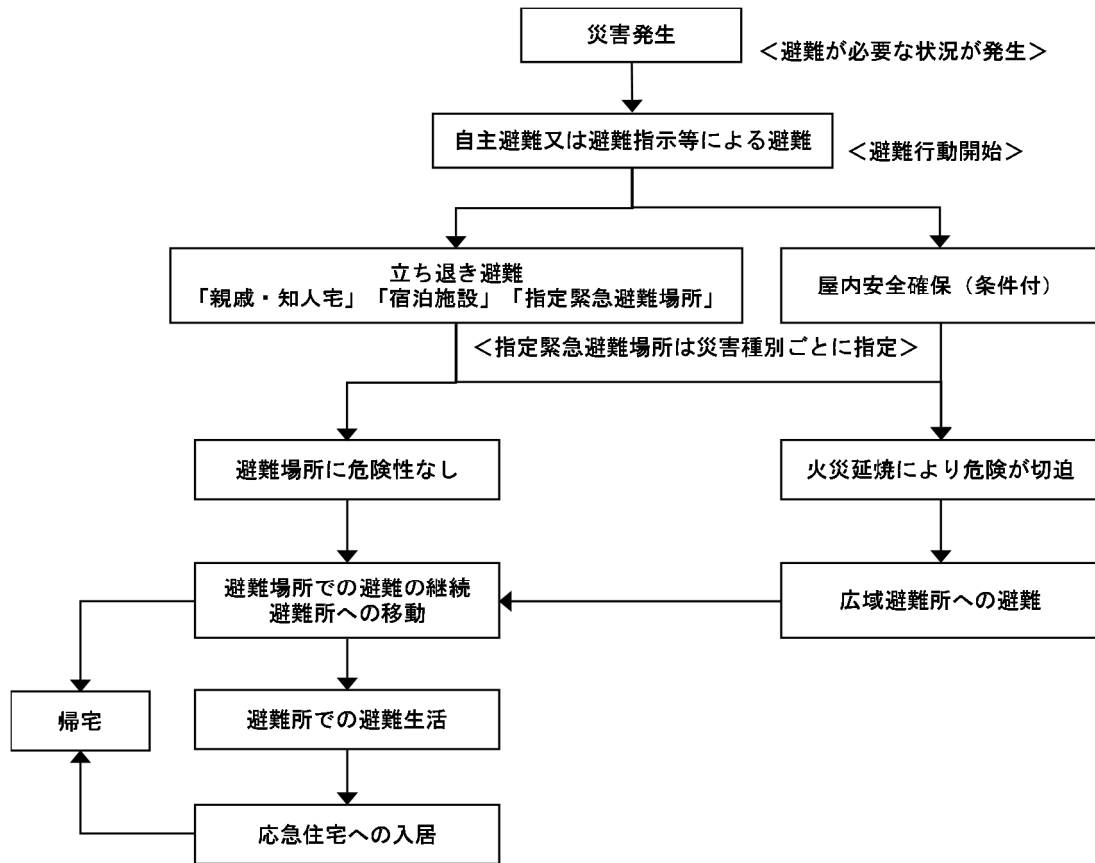 災害発生
＜避難が必要な状況が発生＞
自主避難又は避難指示等による避難
＜避難行動開始＞
立ち退き避難
「親戚・知人宅」「宿泊施設」「指定緊急避難場所」
屋内安全確保（条件付）
＜指定緊急避難場所は災害種別ごとに指定＞
避難場所に危険性なし
火災延焼により危険が切迫
避難場所での避難の継続
避難所への移動
広域避難所への避難
帰宅
避難所での避難生活
応急住宅への入居